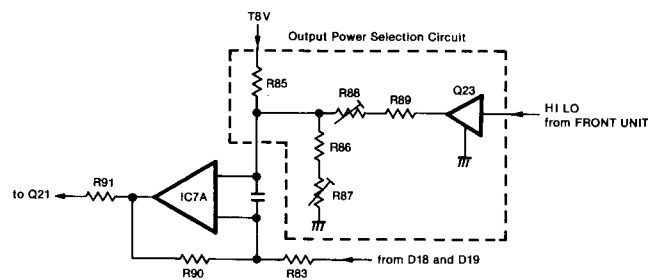 T8V
Output Power Selection Circuit
R85
R88
R89
Q23
HI LO
from FRONT UNIT
R86
R91
to Q21
IC7A
R87
from D18 and D19
R90
R83